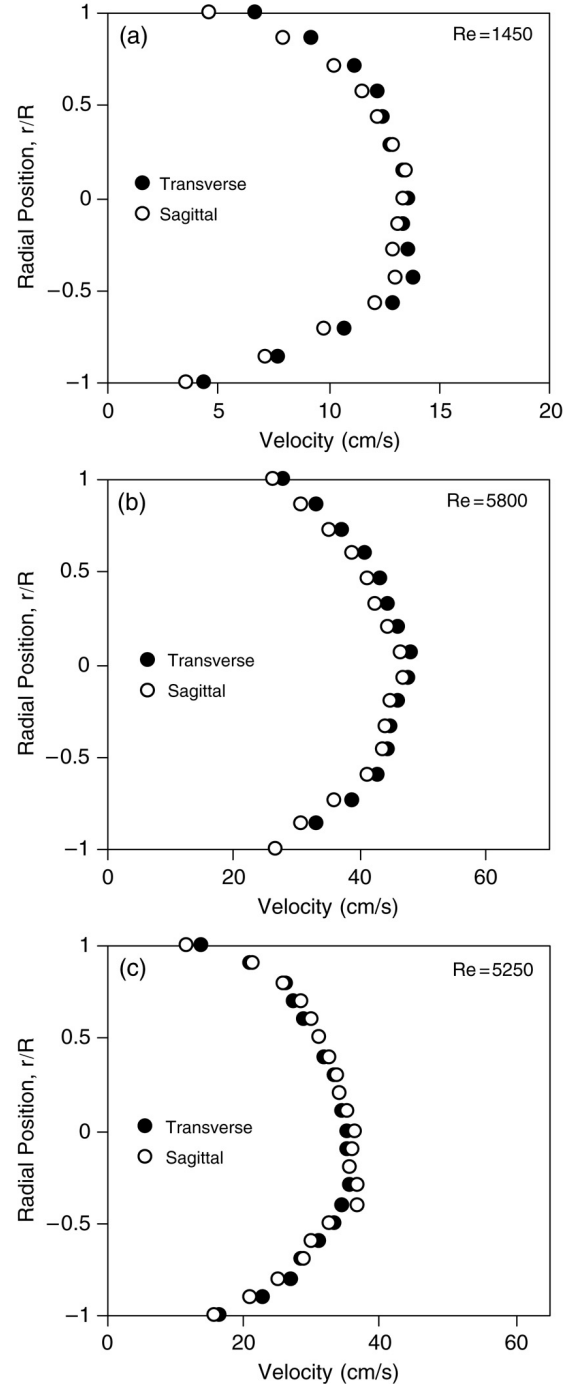 (a)
Re=1450
1
0.5
0
−0.5
−1
Radial Position, r/R
Transverse
Sagittal
0 5 10 15 20
Velocity (cm/s)
(b)
Re=5800
1
0.5
0
−0.5
−1
Radial Position, r/R
Transverse
Sagittal
0 20 40 60
Velocity (cm/s)
(c)
Re=5250
1
0.5
0
−0.5
−1
Radial Position, r/R
Transverse
Sagittal
0 20 40 60
Velocity (cm/s)